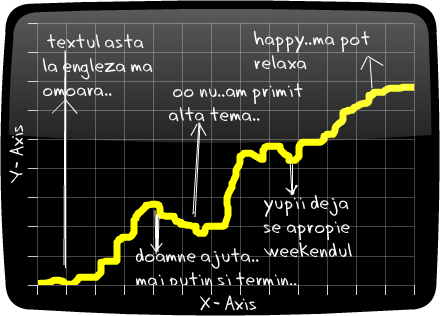 textul asta
la engleza ma
omoara..
happy..ma pot
relaxa
oo nu..am primit
alta tema..
yupii deja
se apropie
weekendul
doamne ajuta..
mai putin si termin..
Y-Axis
X-Axis